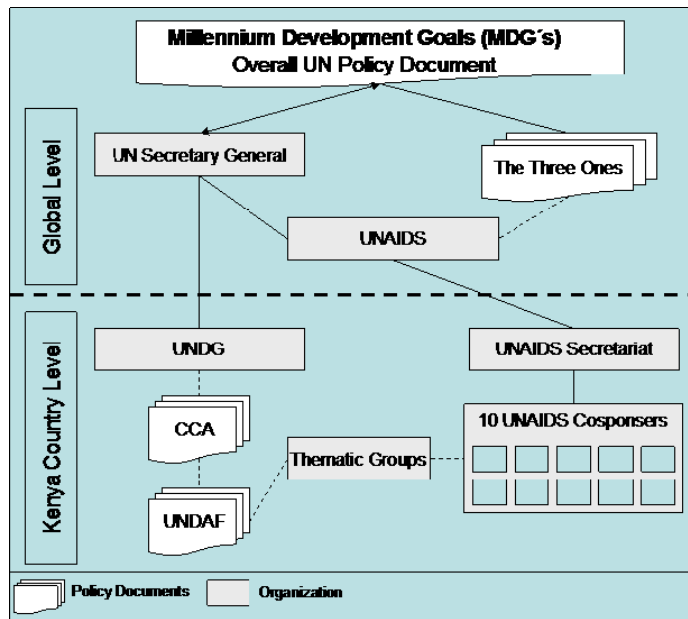 Millennium Development Goals (MDG´s)
Overall UN Policy Document
Global Level
UN Secretary General
The Three Ones
UNAIDS
Kenya Country Level
UNDG
UNAIDS Secretariat
CCA
10 UNAIDS Cosponsers
Thematic Groups
UNDAF
Policy Documents
Organization